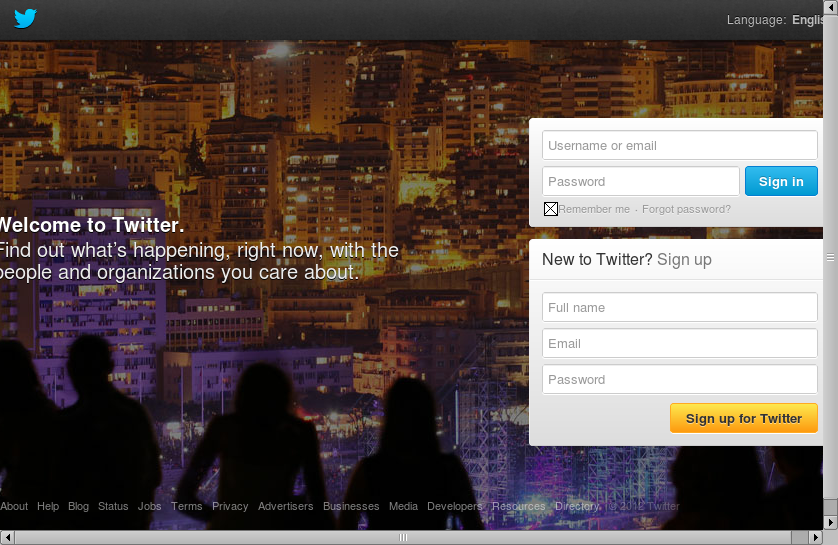 Language: Englis
Username or email
Password
Sign in
Remember me · Forgot password?
Welcome to Twitter.
Find out what's happening, right now, with the
people and organizations you care about.
New to Twitter? Sign up
Full name
Email
Password
Sign up for Twitter
About Help Blog Status Jobs Terms Privacy Advertisers Businesses Media Developers Resources Directory © Twitter